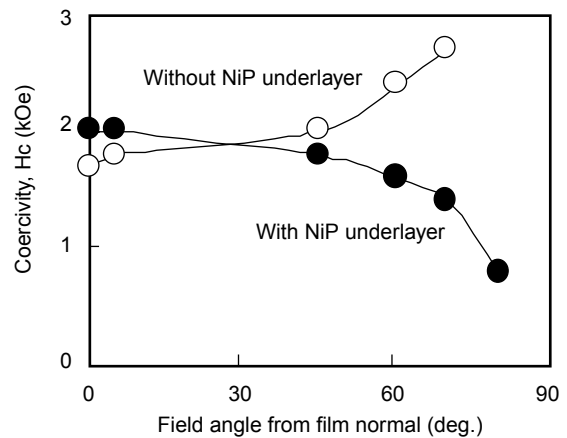 3
Without NiP underlayer
2
Coercivity, Hc (kOe)
With NiP underlayer
1
0
0 30 60 90
Field angle from film normal (deg.)